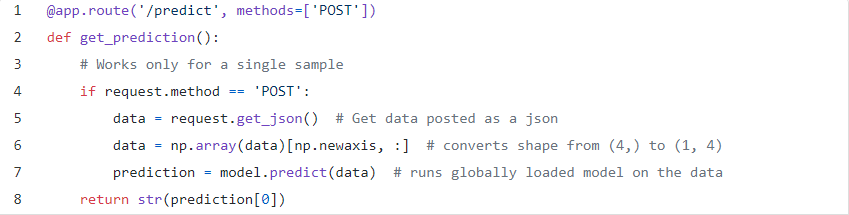 1 @app.route('/predict', methods=['POST'])
2 def get_prediction():
3     # Works only for a single sample
4     if request.method == 'POST':
5         data = request.get_json()  # Get data posted as a json
6         data = np.array(data)[np.newaxis, :]  # converts shape from (4,) to (1, 4)
7         prediction = model.predict(data)  # runs globally loaded model on the data
8     return str(prediction[0])